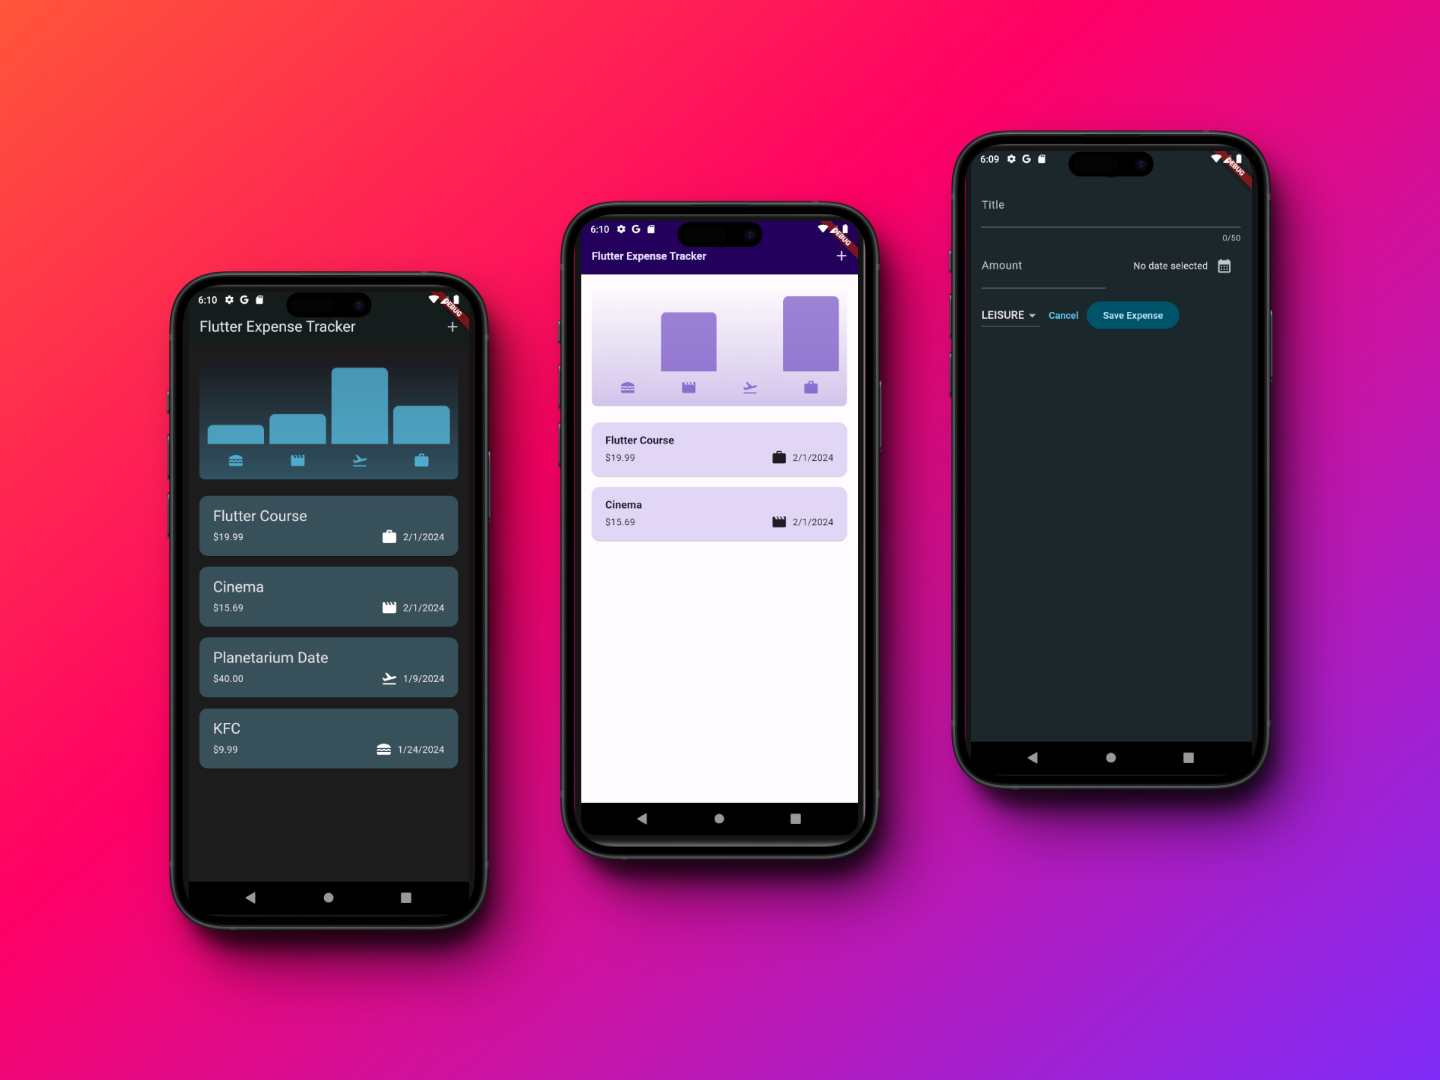 6:10 G
DEBUG
Flutter Expense Tracker +
Flutter Course
$19.99 2/1/2024
Cinema
$15.69 2/1/2024
Planetarium Date
$40.00 1/9/2024
KFC
$9.99 1/24/2024
6:10 G
DEBUG
Flutter Expense Tracker +
Flutter Course
$19.99 2/1/2024
Cinema
$15.69 2/1/2024
6:09 G
DEBUG
Title
0/50
Amount No date selected
LEISURE Cancel Save Expense